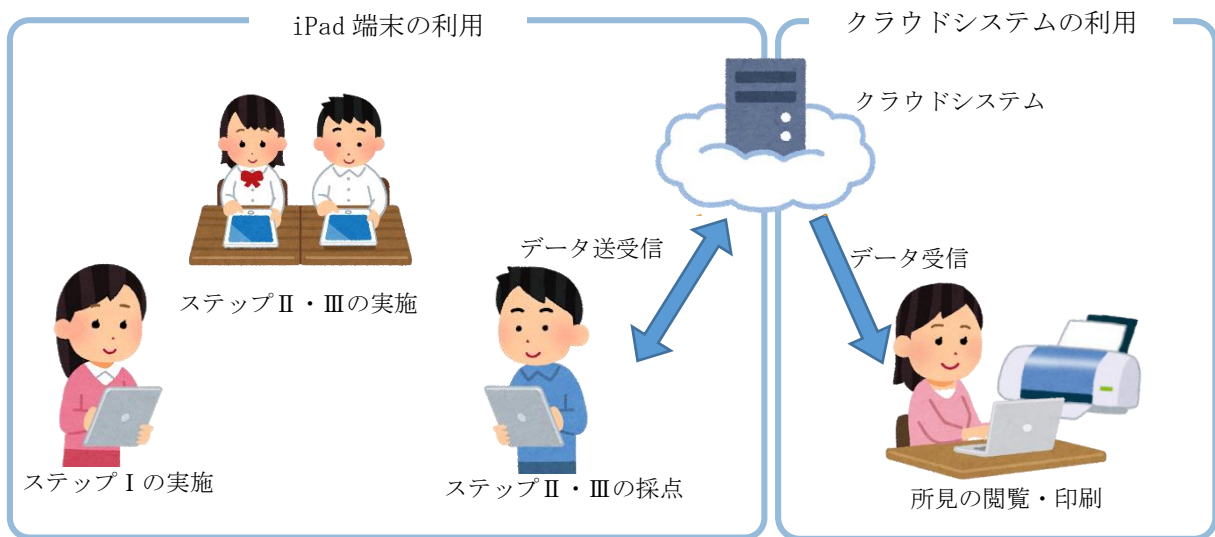 iPad 端末の利用
クラウドシステムの利用
クラウドシステム
データ送受信
データ受信
ステップⅡ・Ⅲの実施
ステップⅠの実施
ステップⅡ・Ⅲの採点
所見の閲覧・印刷